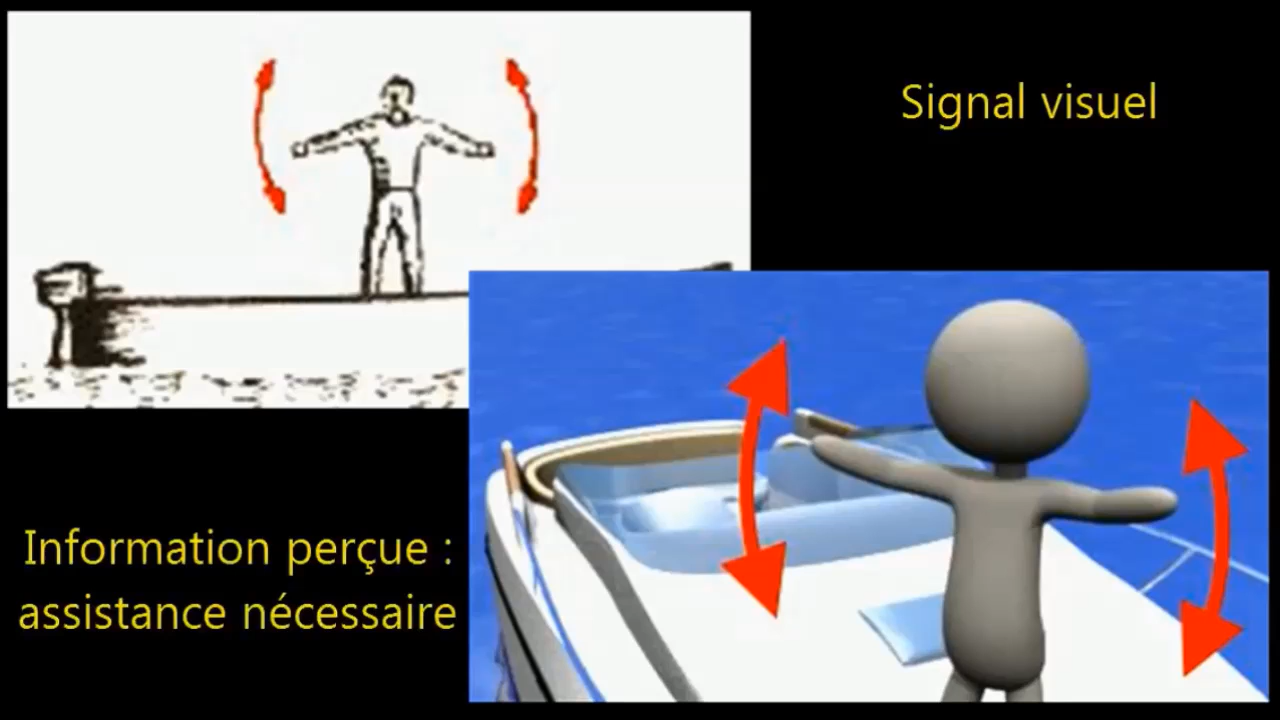 Signal visuel
Information perçue :
assistance nécessaire